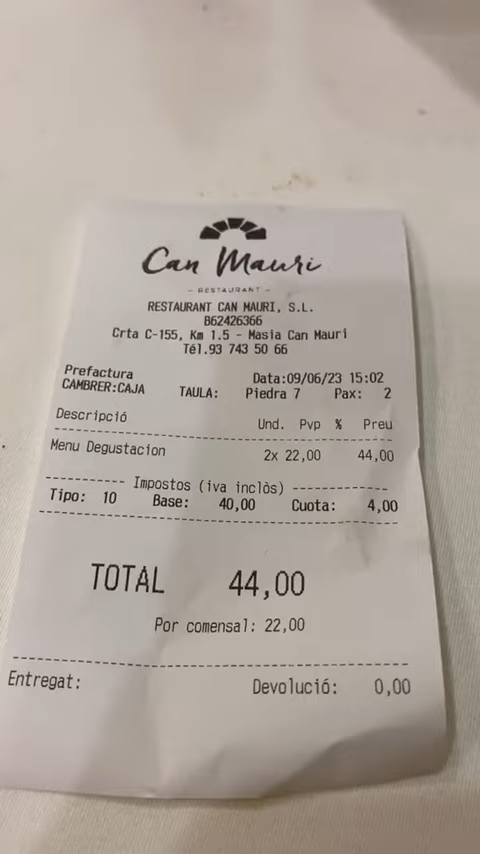 Can Mauri
- RESTAURANT -
RESTAURANT CAN MAURI, S.L.
B62426366
Crta C-155, Km 1.5 - Masia Can Mauri
Tél.93 743 50 66
Prefactura Data:09/06/23 15:02
CAMBRER:CAJA TAULA: Piedra 7 Pax: 2
Descripció Und. Pvp % Preu
Menu Degustacion 2x 22,00 44,00
Impostos (iva inclòs)
Tipo: 10 Base: 40,00 Cuota: 4,00
TOTAL 44,00
Por comensal: 22,00
Entregat: Devolució: 0,00